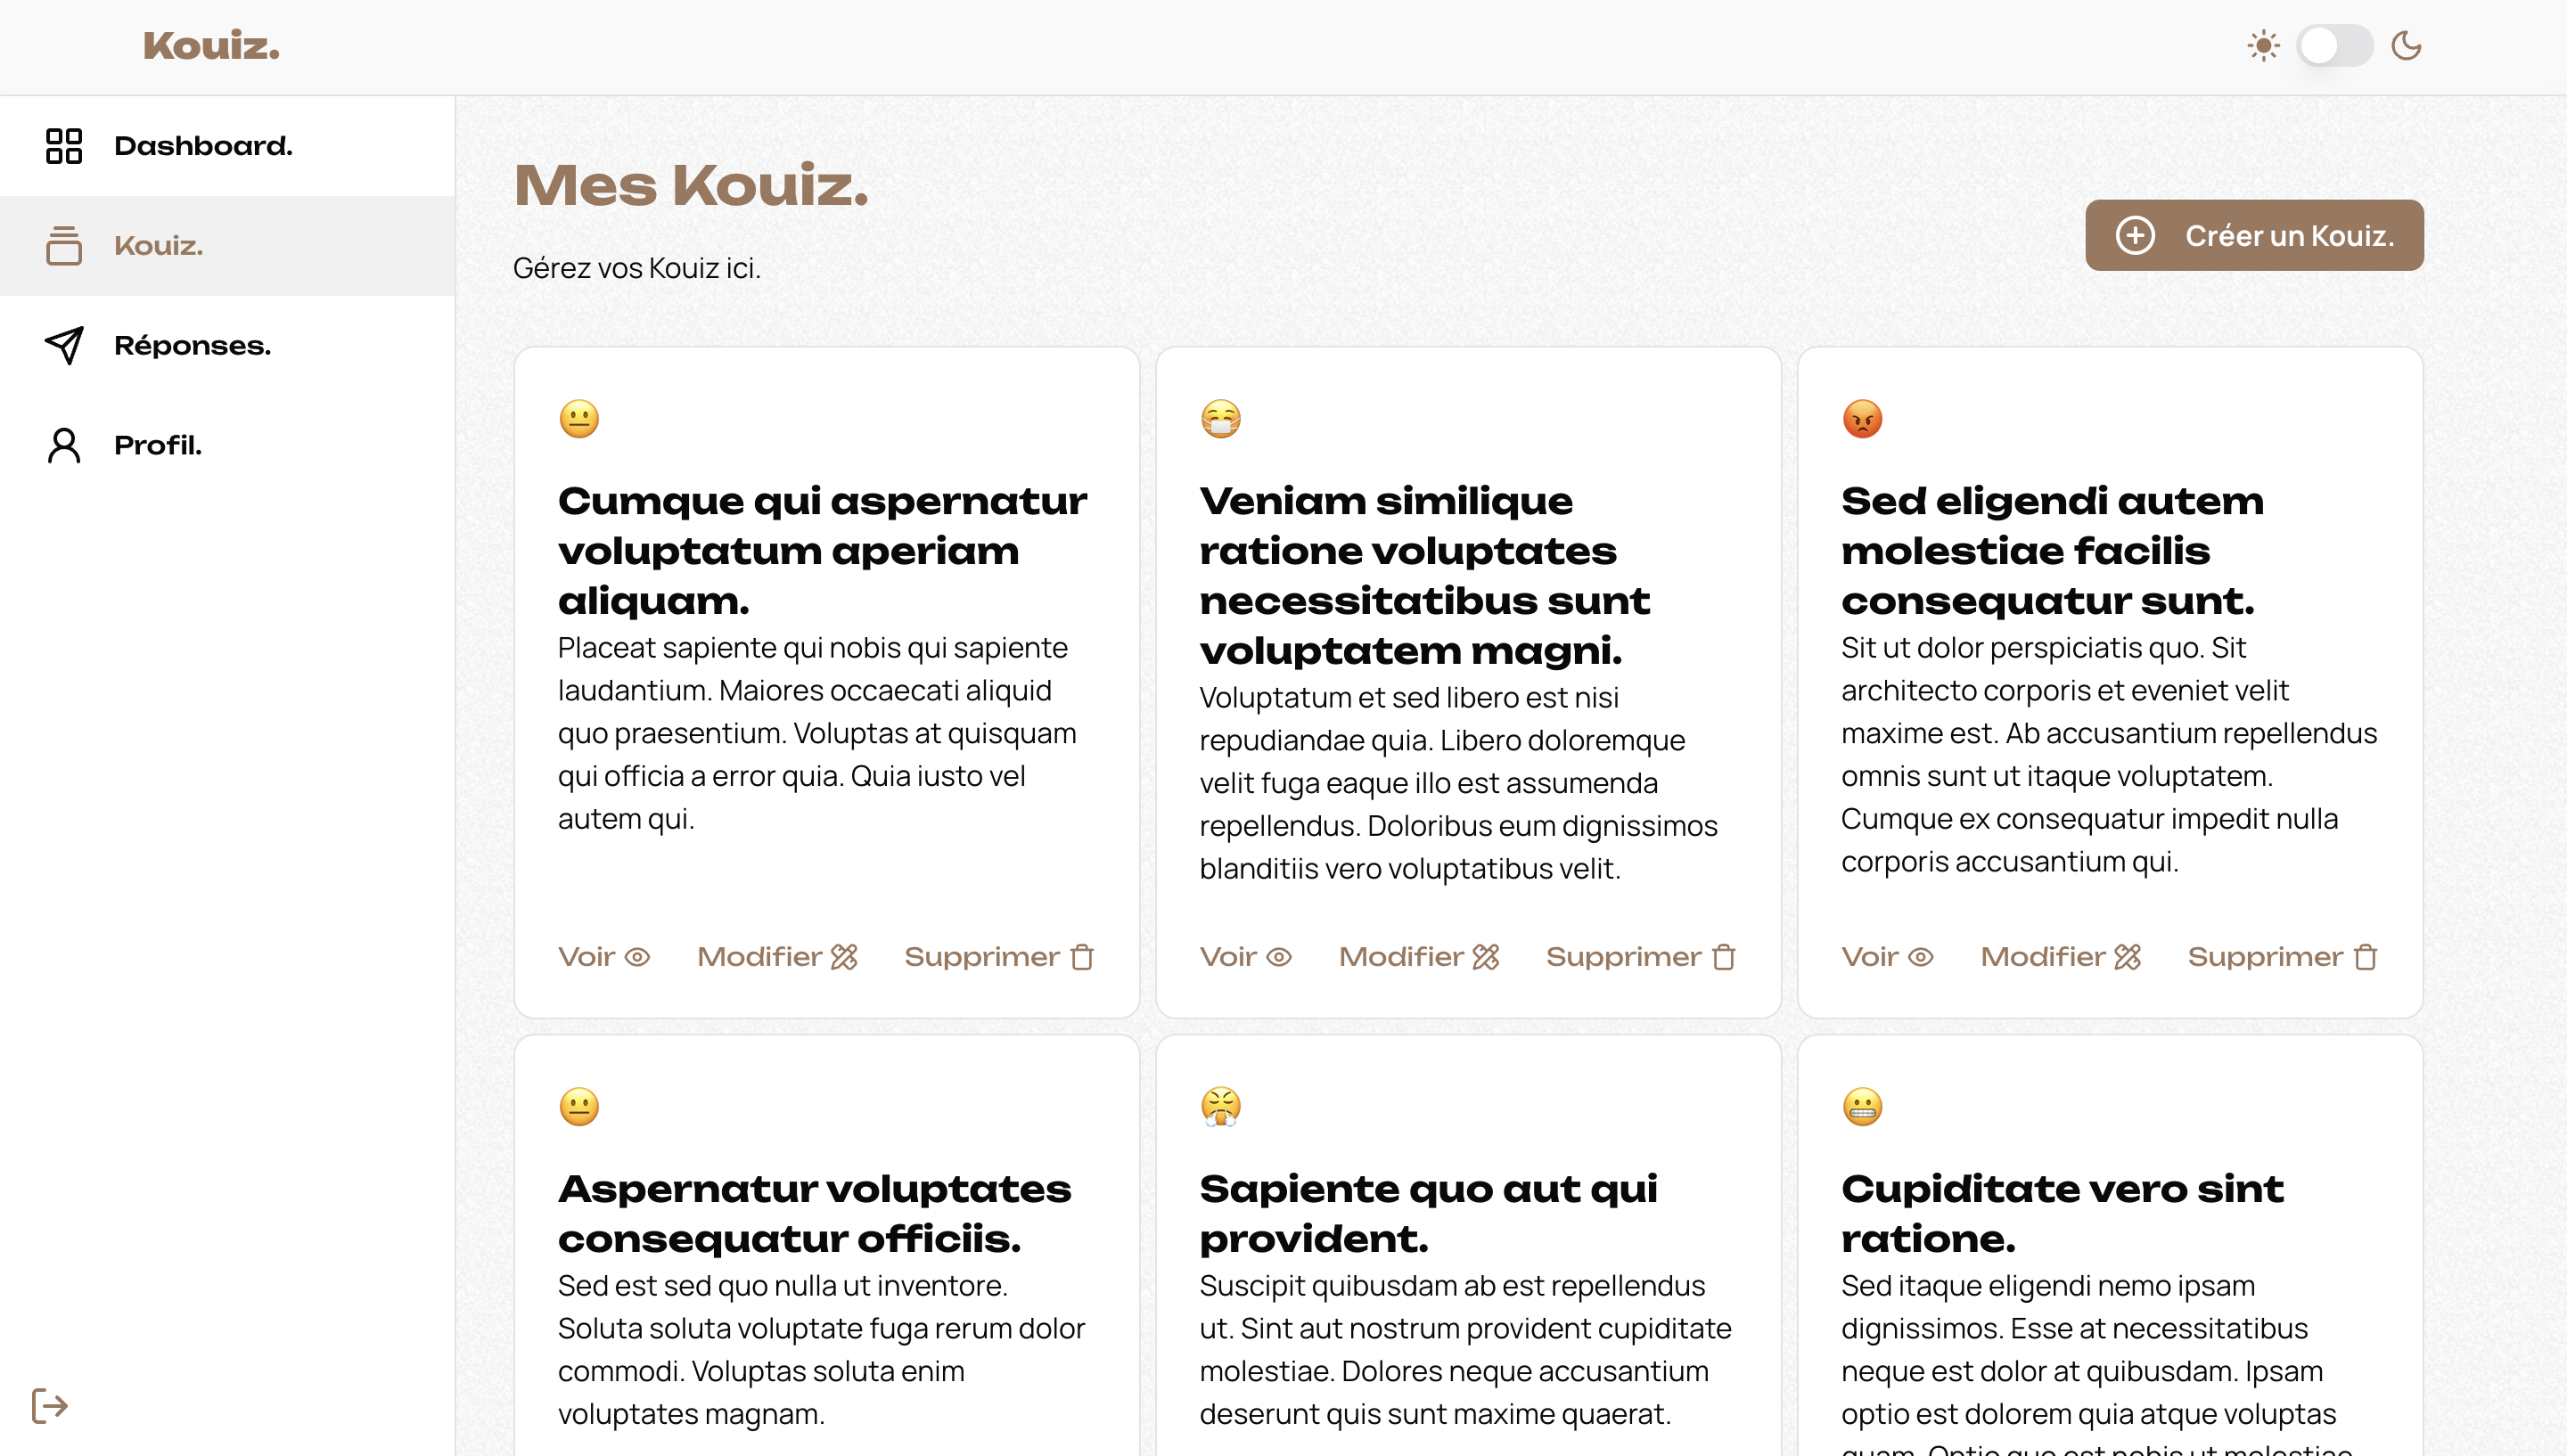 Kouiz.
Dashboard.
Kouiz.
Réponses.
Profil.
Mes Kouiz.
Gérez vos Kouiz ici.
Créer un Kouiz.
Cumque qui aspernatur
voluptatum aperiam
aliquam.
Placeat sapiente qui nobis qui sapiente
laudantium. Maiores occaecati aliquid
quo praesentium. Voluptas at quisquam
qui officia a error quia. Quia iusto vel
autem qui.
Voir Modifier Supprimer
Veniam similique
ratione voluptates
necessitatibus sunt
voluptatem magni.
Voluptatum et sed libero est nisi
repudiandae quia. Libero doloremque
velit fuga eaque illo est assumenda
repellendus. Doloribus eum dignissimos
blanditiis vero voluptatibus velit.
Voir Modifier Supprimer
Sed eligendi autem
molestiae facilis
consequatur sunt.
Sit ut dolor perspiciatis quo. Sit
architecto corporis et eveniet velit
maxime est. Ab accusantium repellendus
omnis sunt ut itaque voluptatem.
Cumque ex consequatur impedit nulla
corporis accusantium qui.
Voir Modifier Supprimer
Aspernatur voluptates
consequatur officiis.
Sed est sed quo nulla ut inventore.
Soluta soluta voluptate fuga rerum dolor
commodi. Voluptas soluta enim
voluptates magnam.
Sapiente quo aut qui
provident.
Suscipit quibusdam ab est repellendus
ut. Sint aut nostrum provident cupiditate
molestiae. Dolores neque accusantium
deserunt quis sunt maxime quaerat.
Cupiditate vero sint
ratione.
Sed itaque eligendi nemo ipsam
dignissimos. Esse at necessitatibus
neque est dolor at quibusdam. Ipsam
optio est dolorem quia atque voluptas